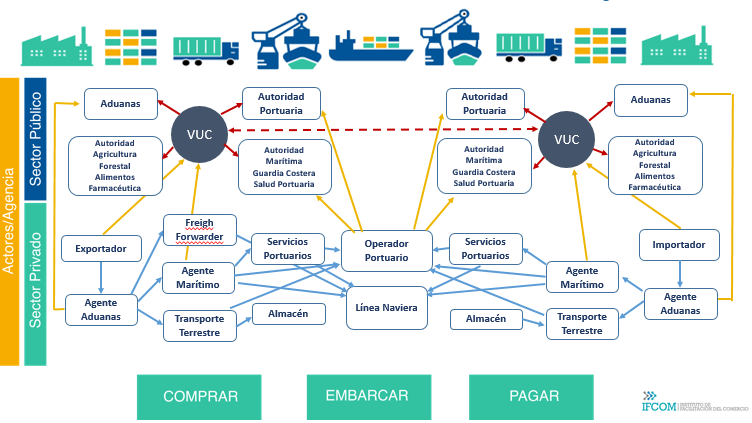 Actores/Agencia
Sector Público
Sector Privado
Aduanas
VUC
Autoridad
Portuaria
Autoridad
Agricultura
Forestal
Alimentos
Farmacéutica
Autoridad
Marítima
Guardia Costera
Salud Portuaria
Autoridad
Portuaria
VUC
Aduanas
Autoridad
Marítima
Guardia Costera
Salud Portuaria
Autoridad
Agricultura
Forestal
Alimentos
Farmacéutica
Exportador
Freigh
Forwarder
Servicios
Portuarios
Operador
Portuario
Servicios
Portuarios
Importador
Agente
Marítimo
Agente
Marítimo
Agente
Aduanas
Transporte
Terrestre
Almacén
Línea Naviera
Almacén
Transporte
Terrestre
Agente
Aduanas
COMPRAR
EMBARCAR
PAGAR
IFCOM
INSTITUTO DE
FACILITACIÓN DEL COMERCIO